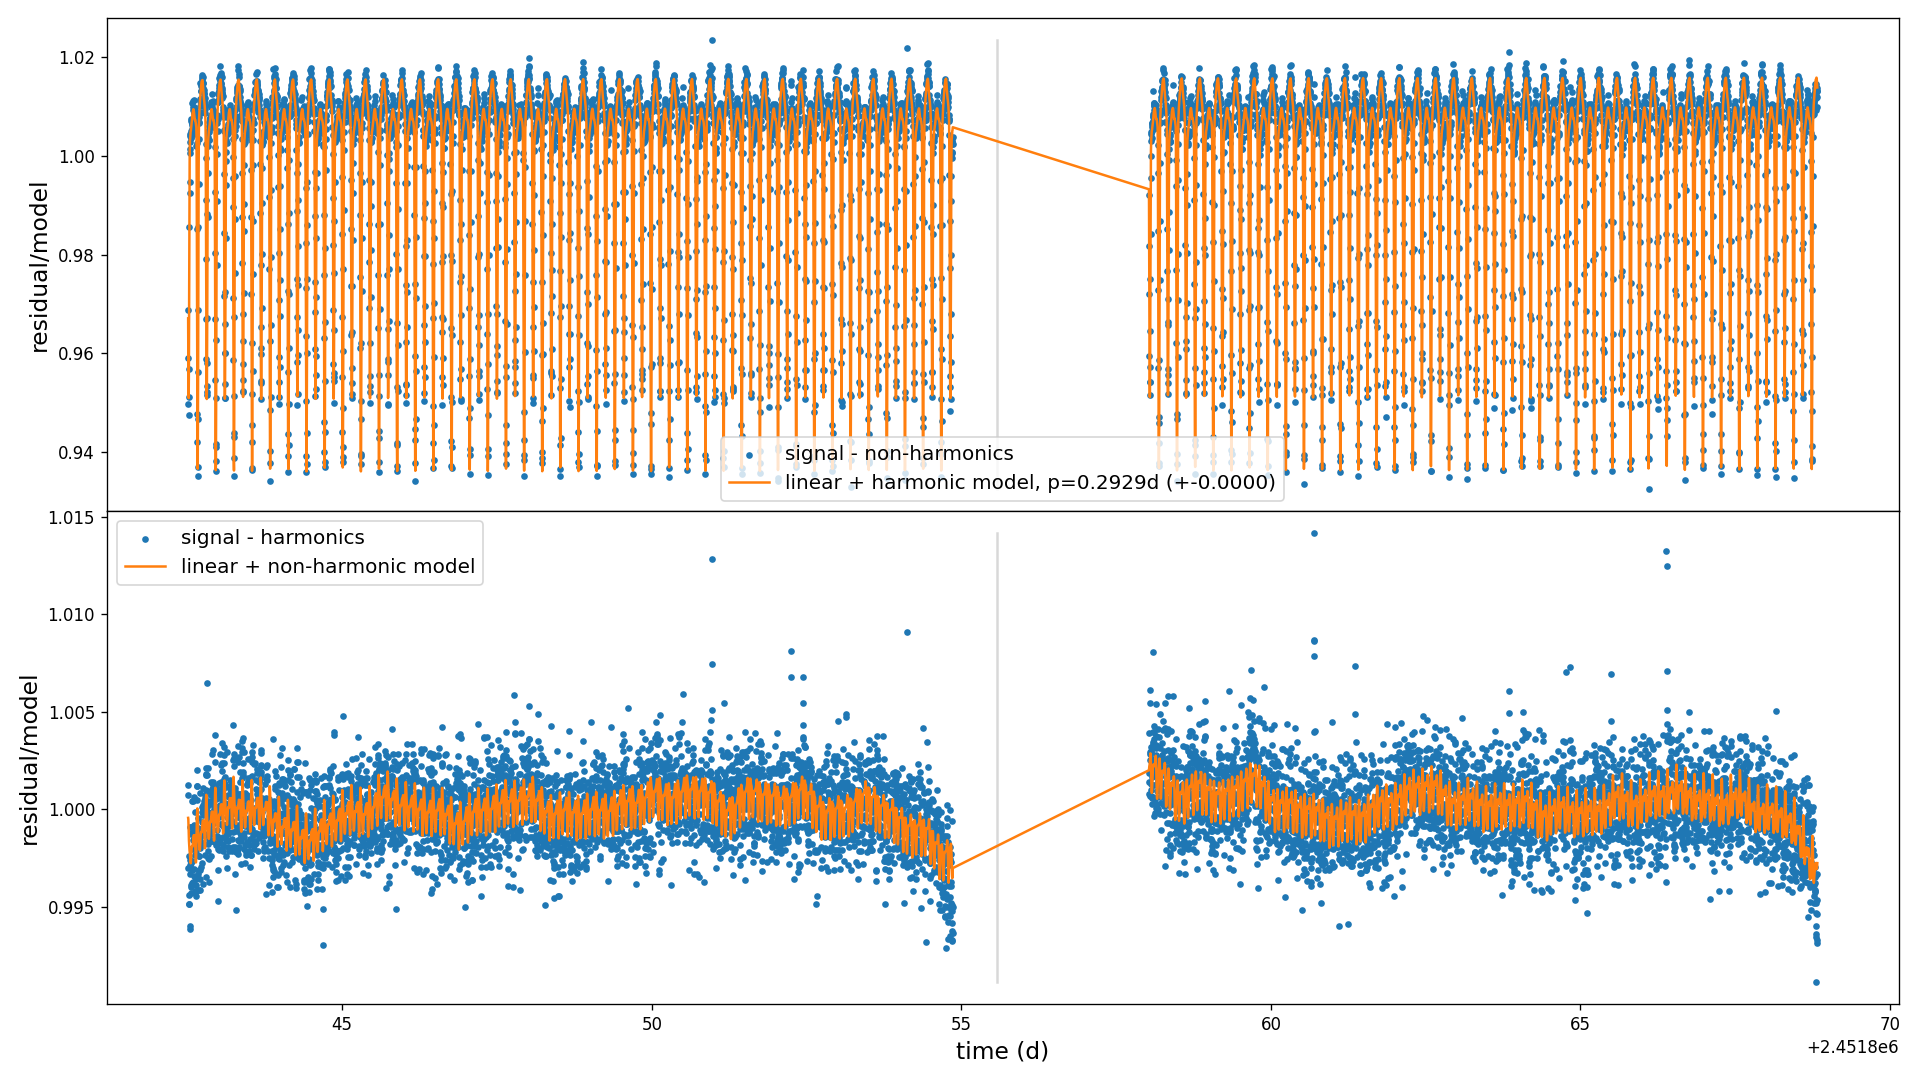 1.02
1.00
0.98
0.96
0.94
residual/model
signal - non-harmonics
linear + harmonic model, p=0.2929d (+-0.0000)
1.015
1.010
1.005
1.000
0.995
residual/model
signal - harmonics
linear + non-harmonic model
45
50
55
60
65
70
time (d)
+2.4518e6